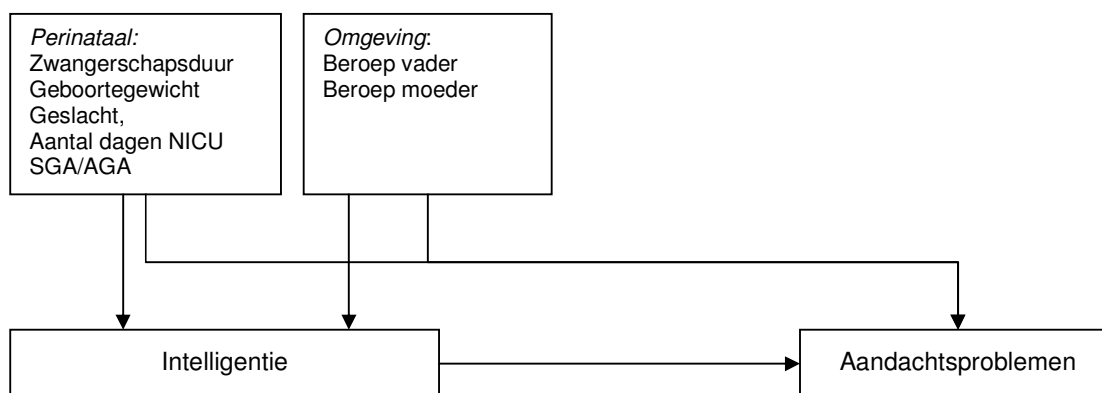 Perinataal:
Zwangerschapsduur
Geboortegewicht
Geslacht,
Aantal dagen NICU
SGA/AGA
Omgeving:
Beroep vader
Beroep moeder
Intelligentie
Aandachtsproblemen